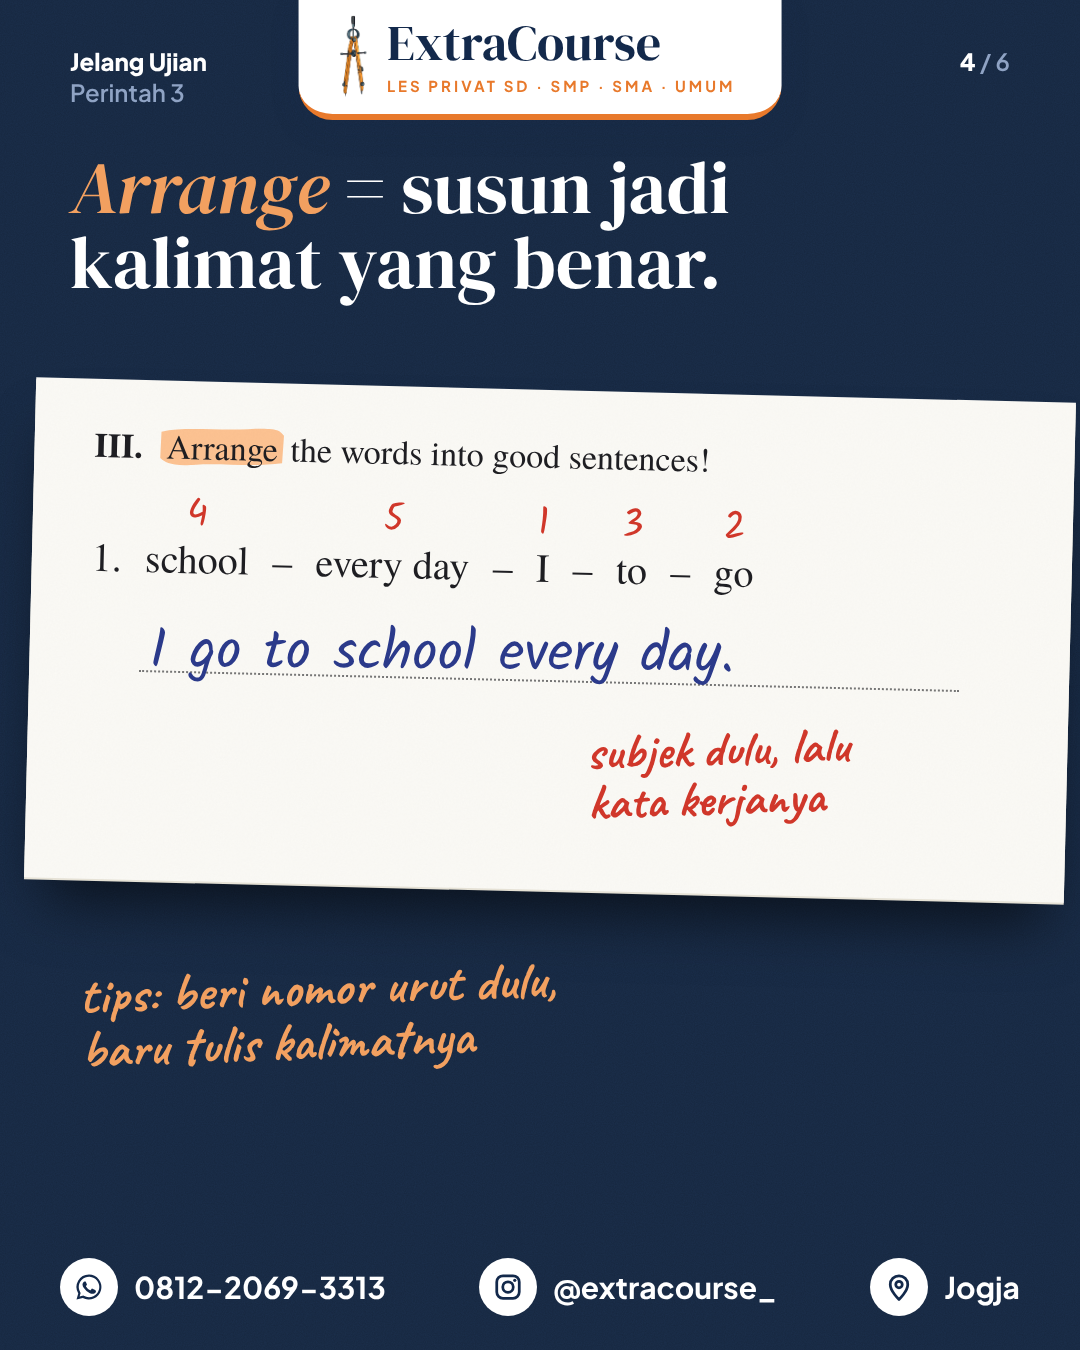 Jelang Ujian
Perintah 3
ExtraCourse
LES PRIVAT SD · SMP · SMA · UMUM
4 / 6
Arrange = susun jadi
kalimat yang benar.
III. Arrange the words into good sentences!
4 5 1 3 2
1. school – every day – I – to – go
I go to school every day.
subjek dulu, lalu
kata kerjanya
tips: beri nomor urut dulu,
baru tulis kalimatnya
0812-2069-3313
@extracourse_
Jogja